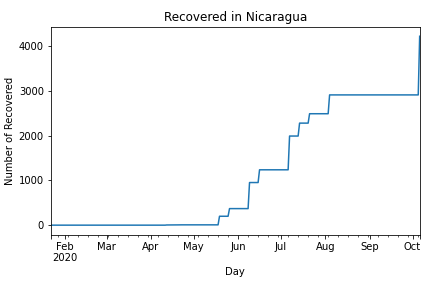 Recovered in Nicaragua
Number of Recovered
4000
3000
2000
1000
0
Feb Mar Apr May Jun Jul Aug Sep Oct
2020
Day